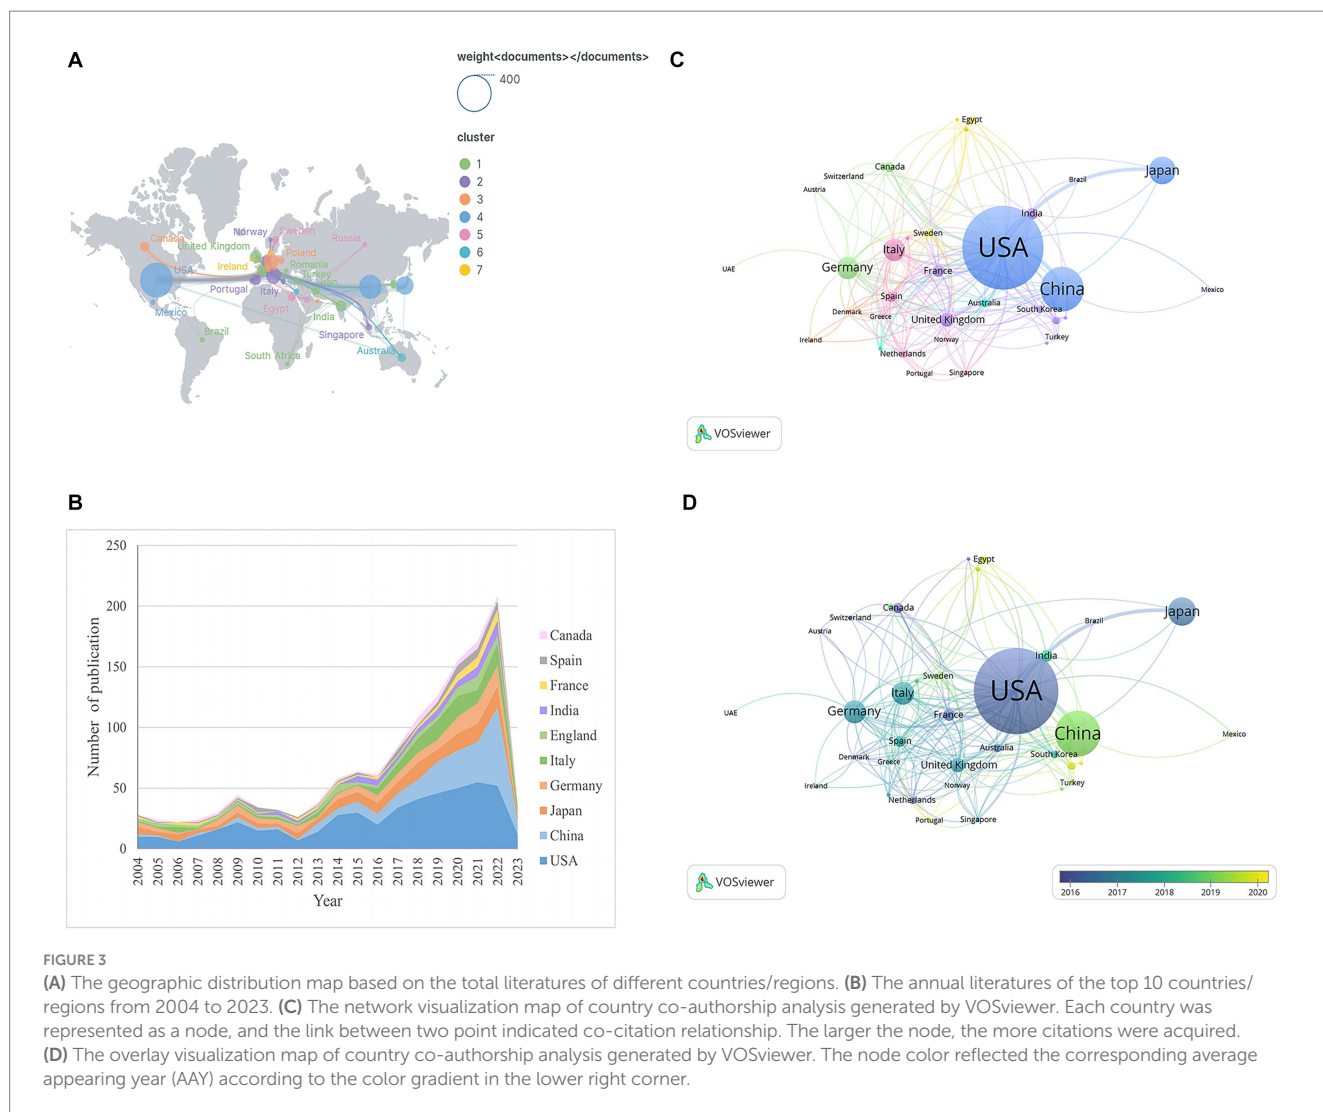 A
weight<documents></documents>
400
cluster
1
2
3
4
5
6
7
Norway
Sweden
Russia
Canada
United Kingdom
Poland
Ireland
Romania
USA
Turkey
Portugal
Italy
Mexico
Egypt
India
Brazil
Singapore
South Africa
Australia
C
Egypt
Canada
Japan
Switzerland
Brazil
Austria
India
Sweden
USA
Italy
Germany
France
UAE
China
Mexico
Spain
Australia
Denmark
Greece
South Korea
United Kingdom
Ireland
Norway
Turkey
Netherlands
Portugal
Singapore
VOSviewer
B
250
200
150
100
50
0
Number of publication
2004
2005
2006
2007
2008
2009
2010
2011
2012
2013
2014
2015
2016
2017
2018
2019
2020
2021
2022
2023
Year
Canada
Spain
France
India
England
Italy
Germany
Japan
China
USA
D
Egypt
Canada
Japan
Switzerland
Brazil
Austria
India
Sweden
USA
Italy
Germany
France
UAE
China
Mexico
Spain
Australia
Denmark
Greece
South Korea
United Kingdom
Ireland
Norway
Turkey
Netherlands
Portugal
Singapore
VOSviewer
2016
2017
2018
2019
2020
FIGURE 3
(A) The geographic distribution map based on the total literatures of different countries/regions. (B) The annual literatures of the top 10 countries/
regions from 2004 to 2023. (C) The network visualization map of country co-authorship analysis generated by VOSviewer. Each country was
represented as a node, and the link between two point indicated co-citation relationship. The larger the node, the more citations were acquired.
(D) The overlay visualization map of country co-authorship analysis generated by VOSviewer. The node color reflected the corresponding average
appearing year (AAY) according to the color gradient in the lower right corner.